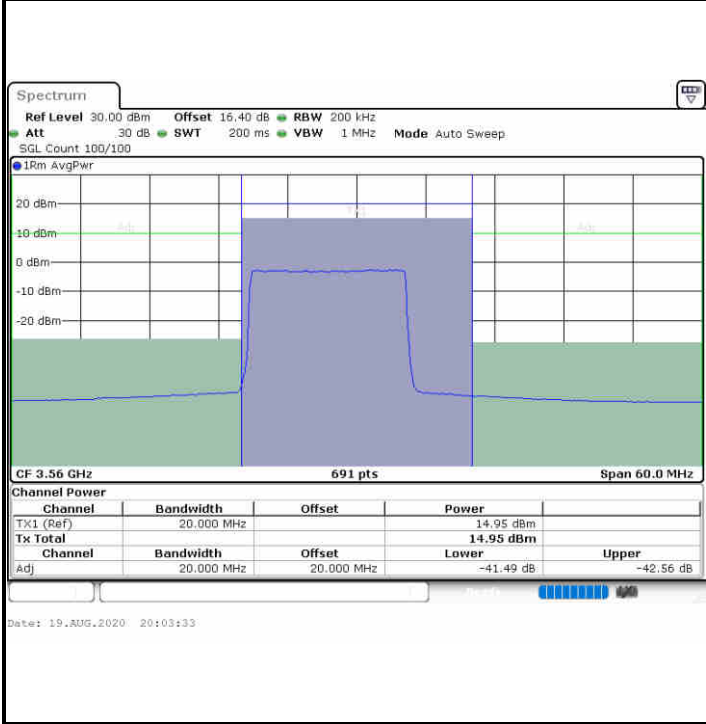 Spectrum
Ref Level 30.00 dBm Offset 16.40 dB RBW 200 kHz
Att 30 dB SWT 200 ms VBW 1 MHz Mode Auto Sweep
SGL Count 100/100
1Rm AvgPwr
20 dBm
TX1
Adj Adj
10 dBm
0 dBm
-10 dBm
-20 dBm
CF 3.56 GHz 691 pts Span 60.0 MHz
Channel Power
Channel Bandwidth Offset Power
TX1 (Ref) 20.000 MHz 14.95 dBm
Tx Total 14.95 dBm
Channel Bandwidth Offset Lower Upper
Adj 20.000 MHz 20.000 MHz -41.49 dB -42.56 dB
Date: 19.AUG.2020 20:03:33